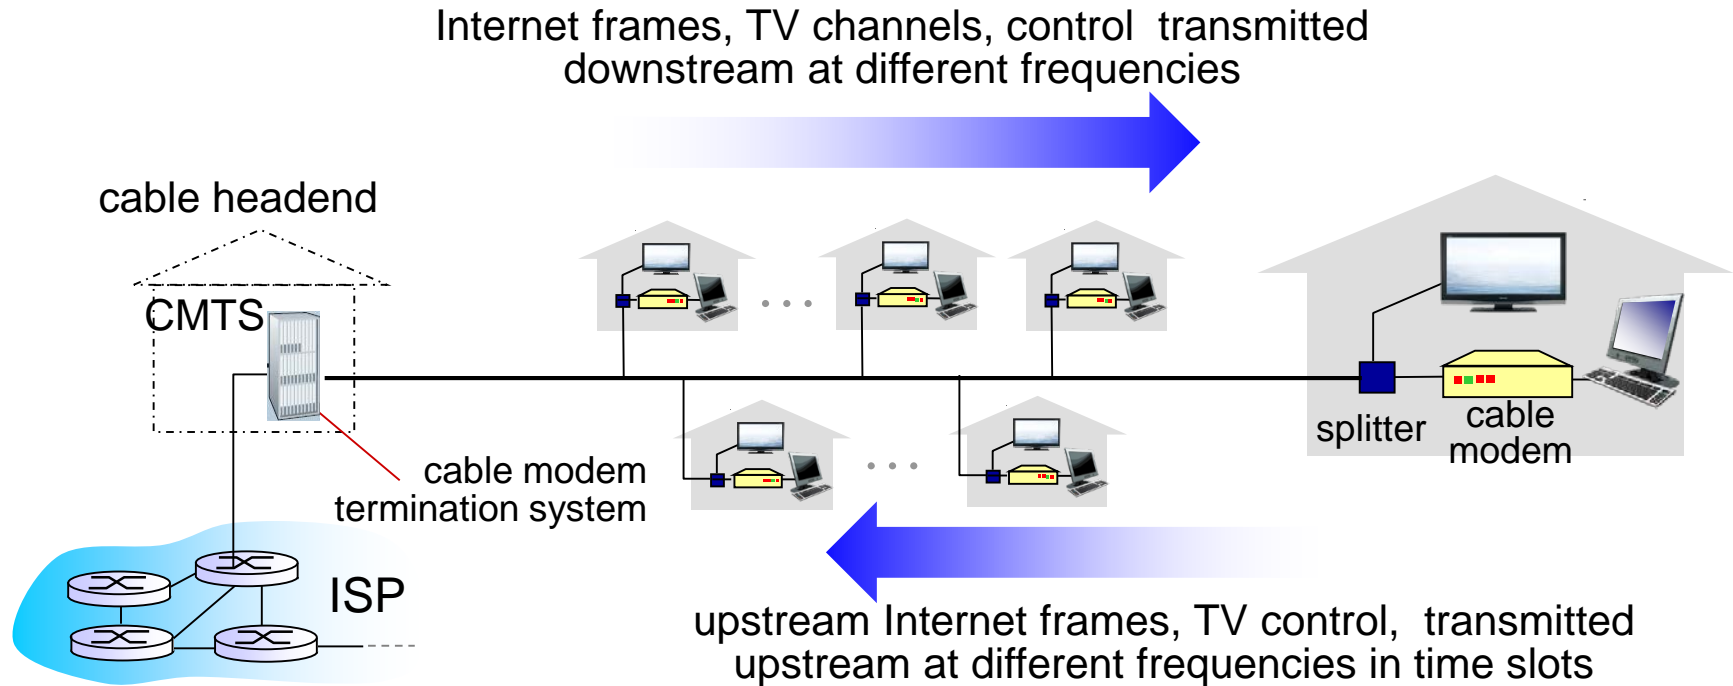 Internet frames, TV channels, control  transmitted
downstream at different frequencies
cable headend
CMTS
splitter
cable
modem
cable modem
termination system
ISP
upstream Internet frames, TV control,  transmitted
upstream at different frequencies in time slots